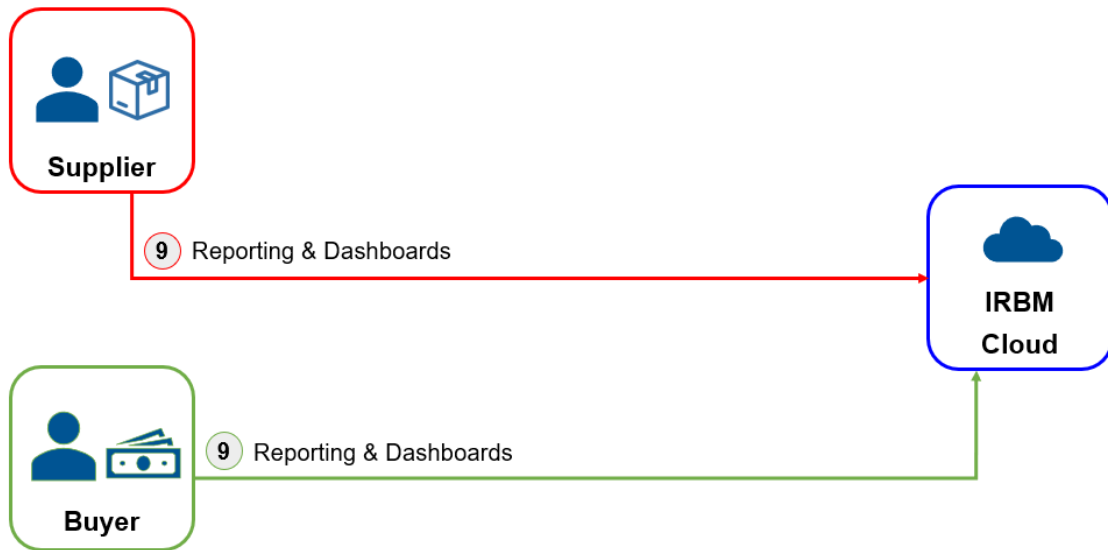 Supplier
9 Reporting & Dashboards
IRBM
Cloud
9 Reporting & Dashboards
Buyer